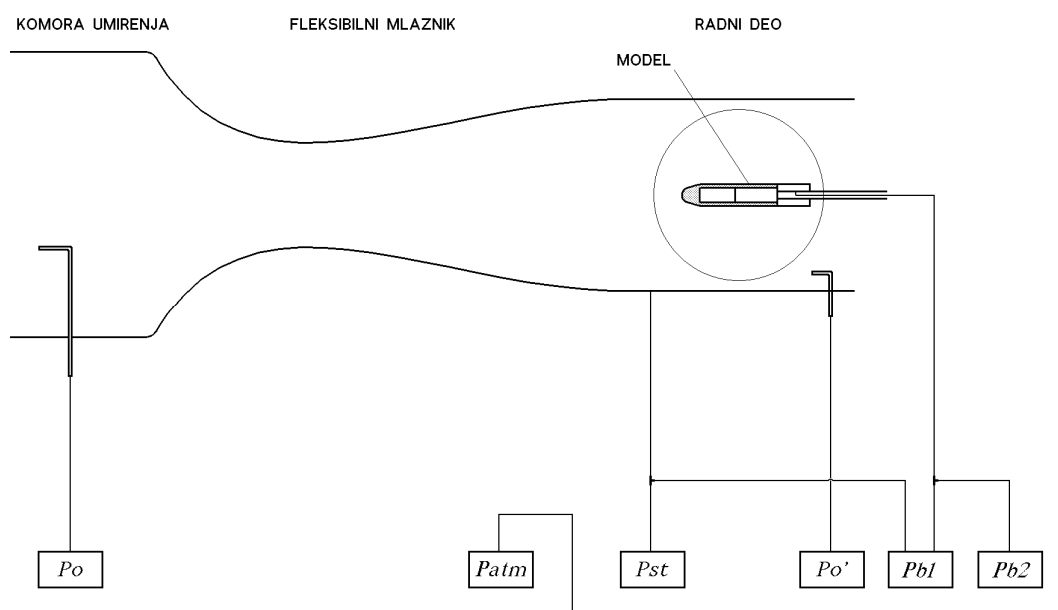 KOMORA UMIRENJA
FLEKSIBILNI MLAZNIK
RADNI DEO
MODEL
Po
Patm
Pst
Po'
Pb1
Pb2